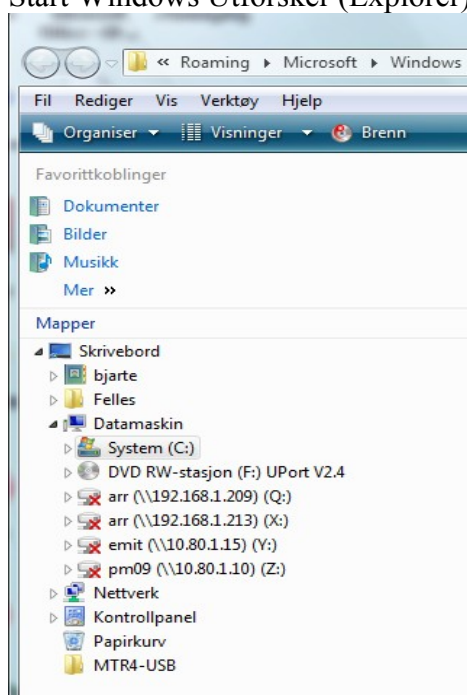 Start Windows Utforsker (Explorer)
« Roaming ▸ Microsoft ▸ Windows
Fil Rediger Vis Verktøy Hjelp
Organiser Visninger Brenn
Favorittkoblinger
Dokumenter
Bilder
Musikk
Mer »
Mapper
Skrivebord
bjarte
Felles
Datamaskin
System (C:)
DVD RW-stasjon (F:) UPort V2.4
arr (\\192.168.1.209) (Q:)
arr (\\192.168.1.213) (X:)
emit (\\10.80.1.15) (Y:)
pm09 (\\10.80.1.10) (Z:)
Nettverk
Kontrollpanel
Papirkurv
MTR4-USB